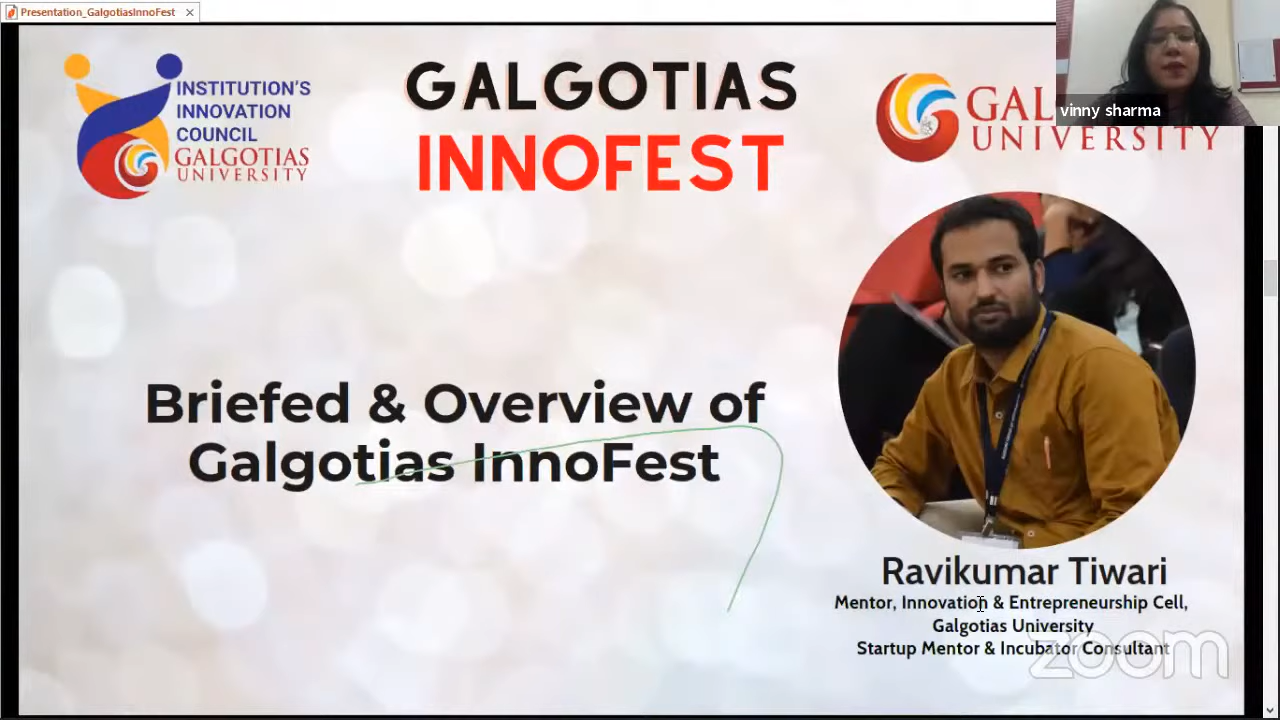 Presentation_GalgotiasInnoFest
INSTITUTION'S
INNOVATION
COUNCIL
GALGOTIAS
UNIVERSITY
GALGOTIAS
INNOFEST
GAL
UNIVERSITY
vinny sharma
Briefed & Overview of
Galgotias InnoFest
Ravikumar Tiwari
Mentor, Innovation & Entrepreneurship Cell,
Galgotias University
Startup Mentor & Incubator Consultant
zoom